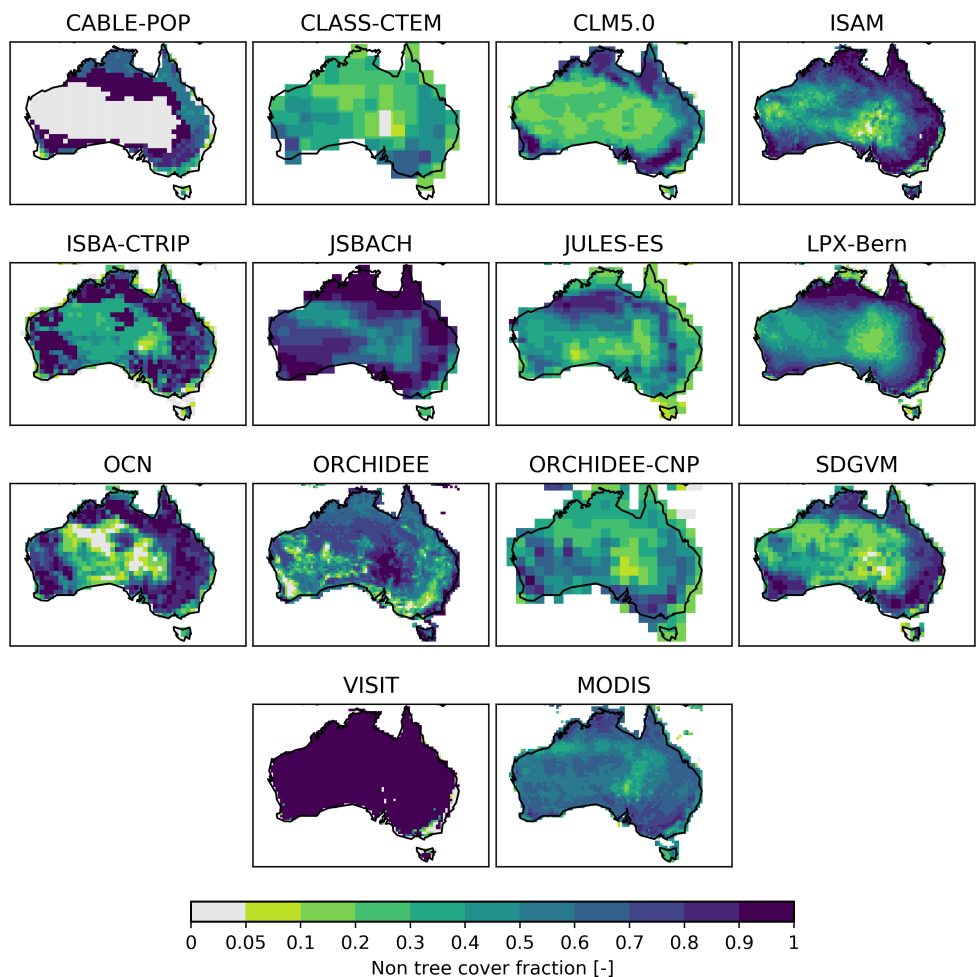 CABLE-POP CLASS-CTEM CLM5.0 ISAM
ISBA-CTRIP JSBACH JULES-ES LPX-Bern
OCN ORCHIDEE ORCHIDEE-CNP SDGVM
VISIT MODIS
0 0.05 0.1 0.2 0.3 0.4 0.5 0.6 0.7 0.8 0.9 1
Non tree cover fraction [-]